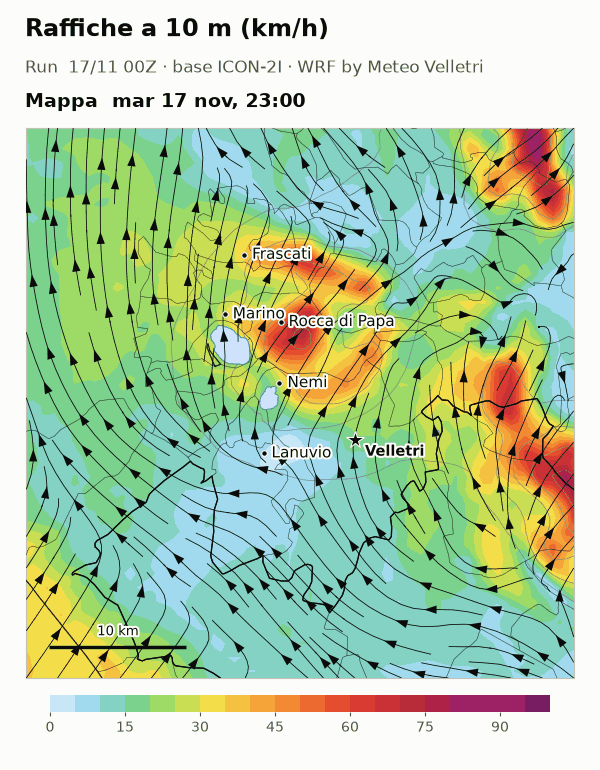 Raffiche a 10 m (km/h)
Run 17/11 00Z · base ICON-2I · WRF by Meteo Velletri
Mappa mar 17 nov, 23:00
Frascati
Marino
Rocca di Papa
Nemi
Velletri
Lanuvio
10 km
0 15 30 45 60 75 90